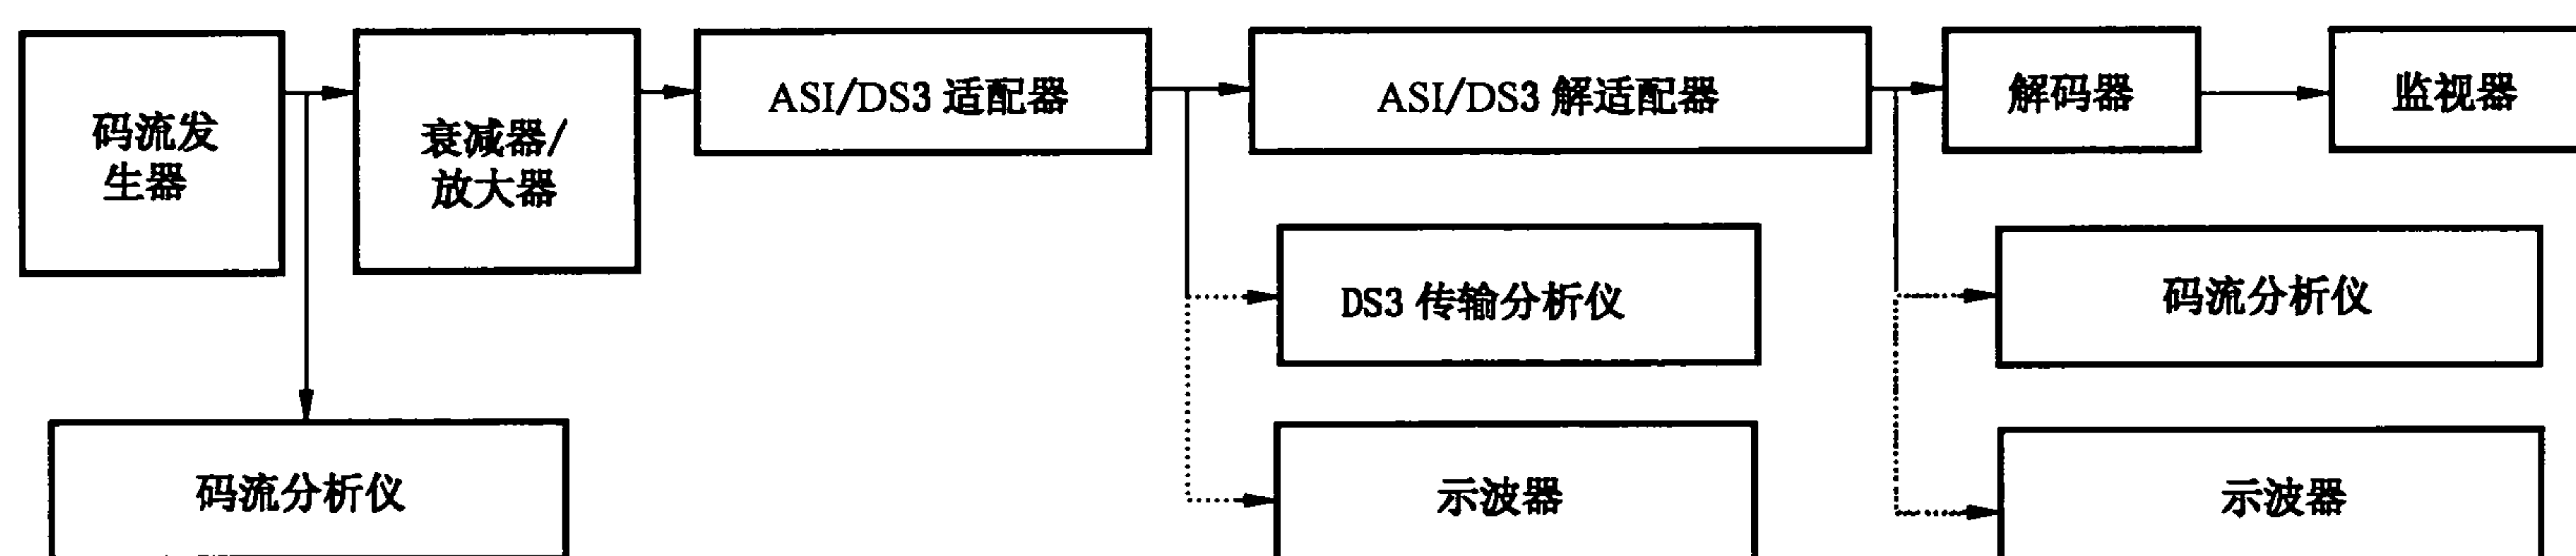 码流发
生器
衰减器/
放大器
ASI/DS3 适配器
ASI/DS3 解适配器
解码器
监视器
DS3 传输分析仪
码流分析仪
码流分析仪
示波器
示波器